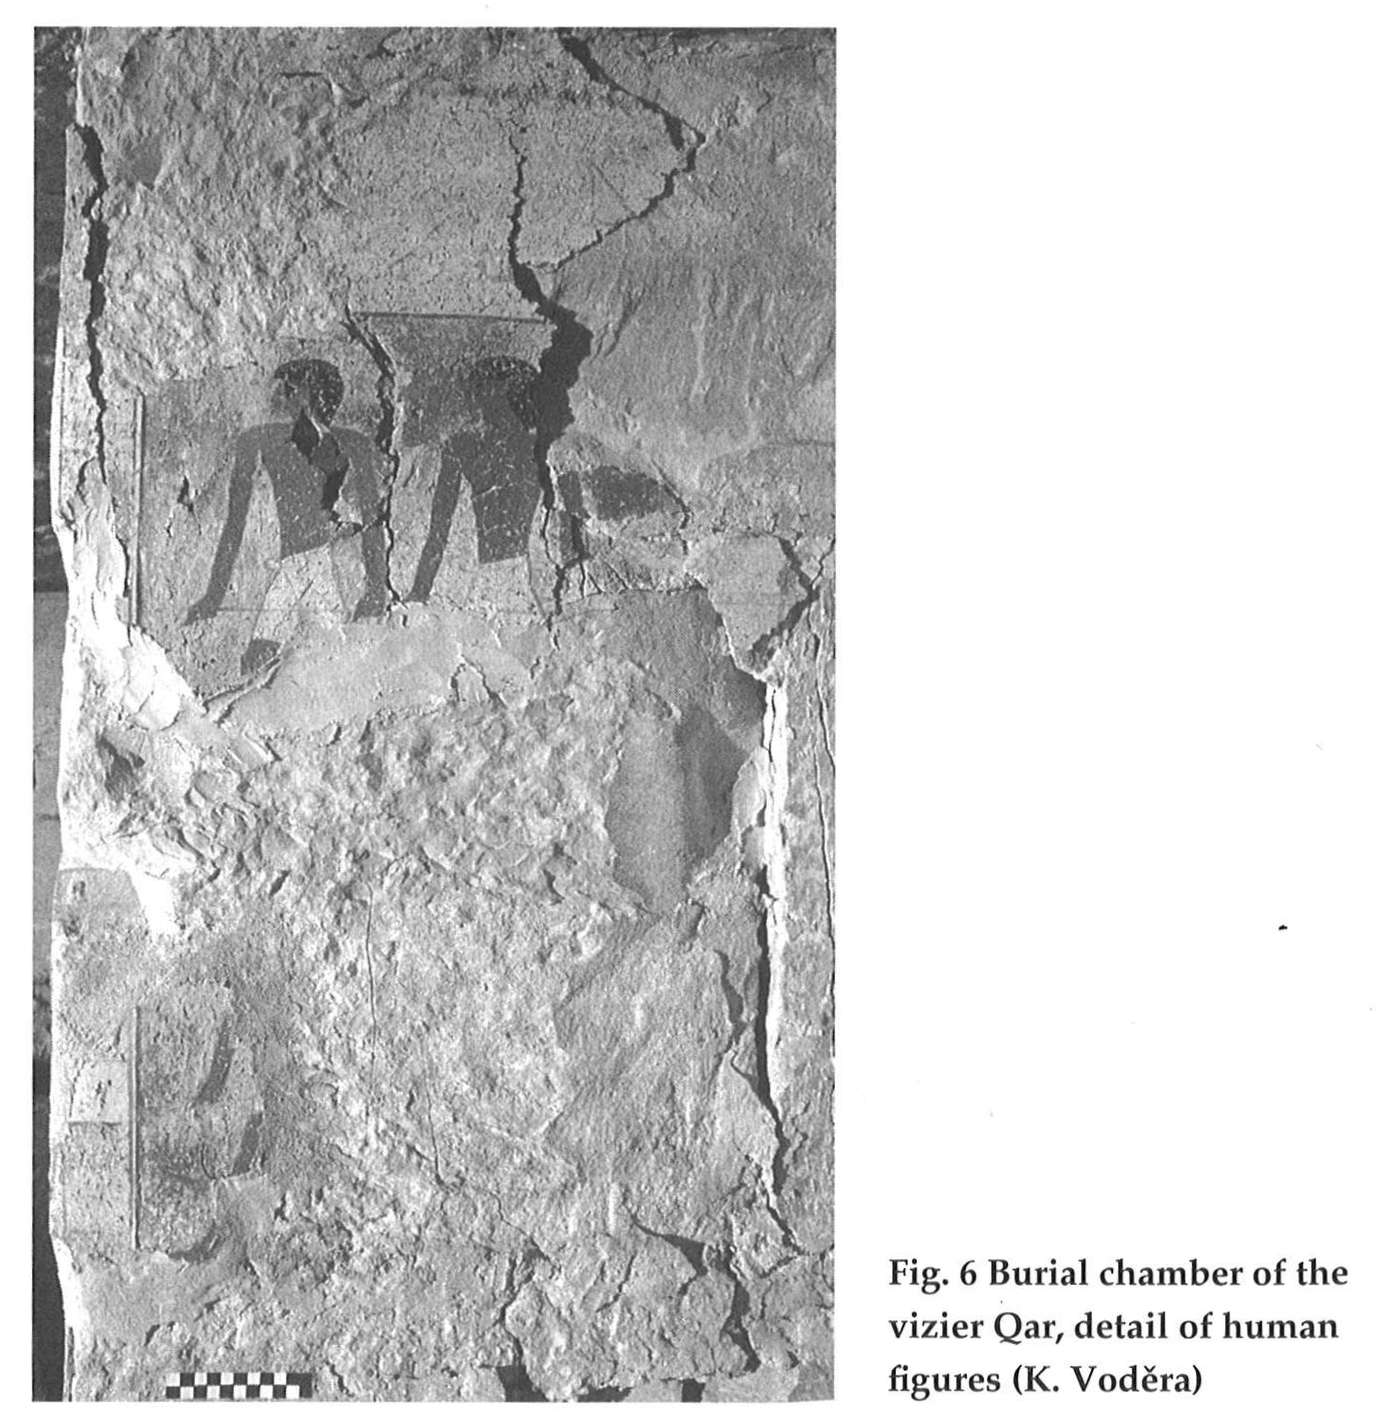 Fig. 6 Burial chamber of the
vizier Qar, detail of human
figures (K. Voděra)